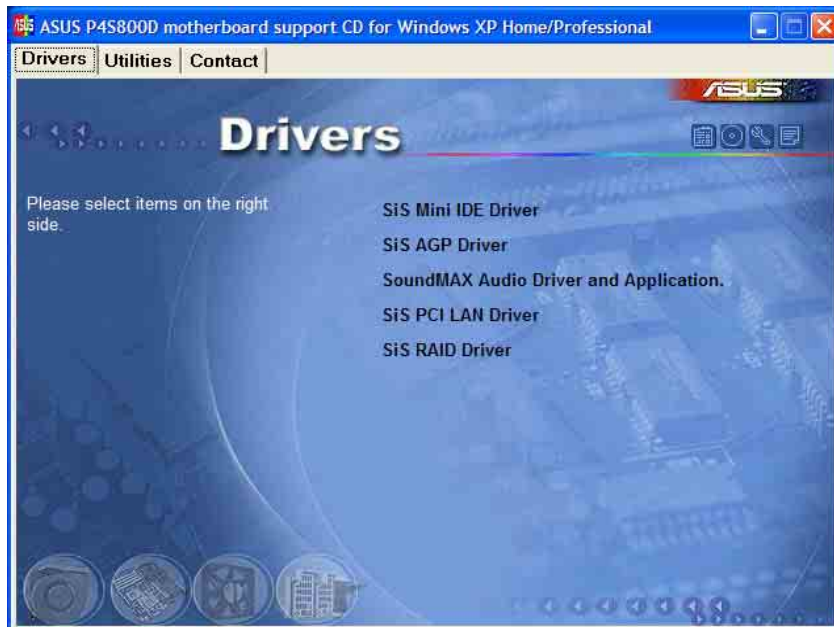 ASUS P4S800D motherboard support CD for Windows XP Home/Professional
Drivers Utilities Contact
ASUS
Drivers
Please select items on the right
side.
SiS Mini IDE Driver
SiS AGP Driver
SoundMAX Audio Driver and Application.
SiS PCI LAN Driver
SiS RAID Driver